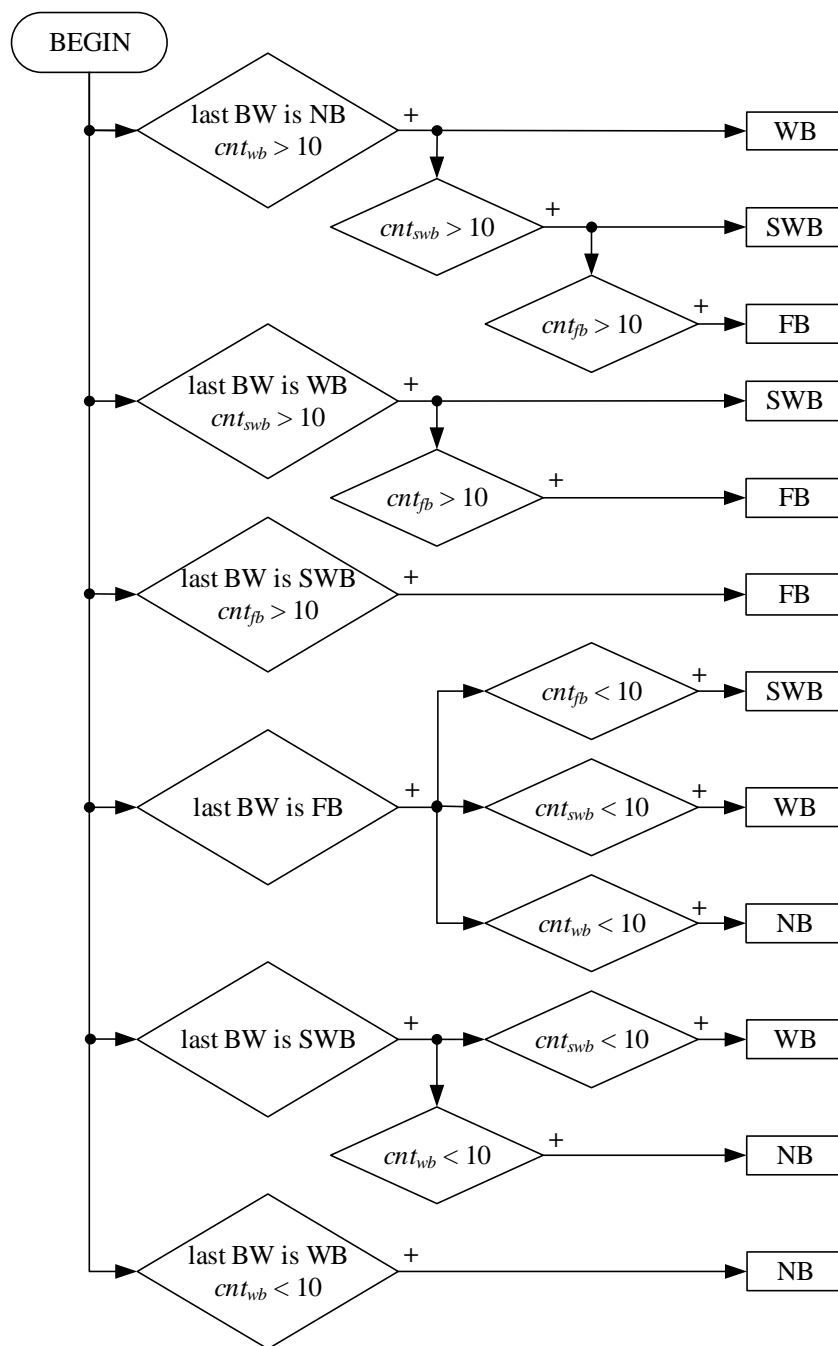 BEGIN
last BW is NB
cnt_wb > 10
+
WB
cnt_swb > 10
+
SWB
cnt_fb > 10
+
FB
last BW is WB
cnt_swb > 10
+
SWB
cnt_fb > 10
+
FB
last BW is SWB
cnt_fb > 10
+
FB
last BW is FB
+
cnt_fb < 10
+
SWB
cnt_swb < 10
+
WB
cnt_wb < 10
+
NB
last BW is SWB
+
cnt_swb < 10
+
WB
cnt_wb < 10
+
NB
last BW is WB
cnt_wb < 10
+
NB